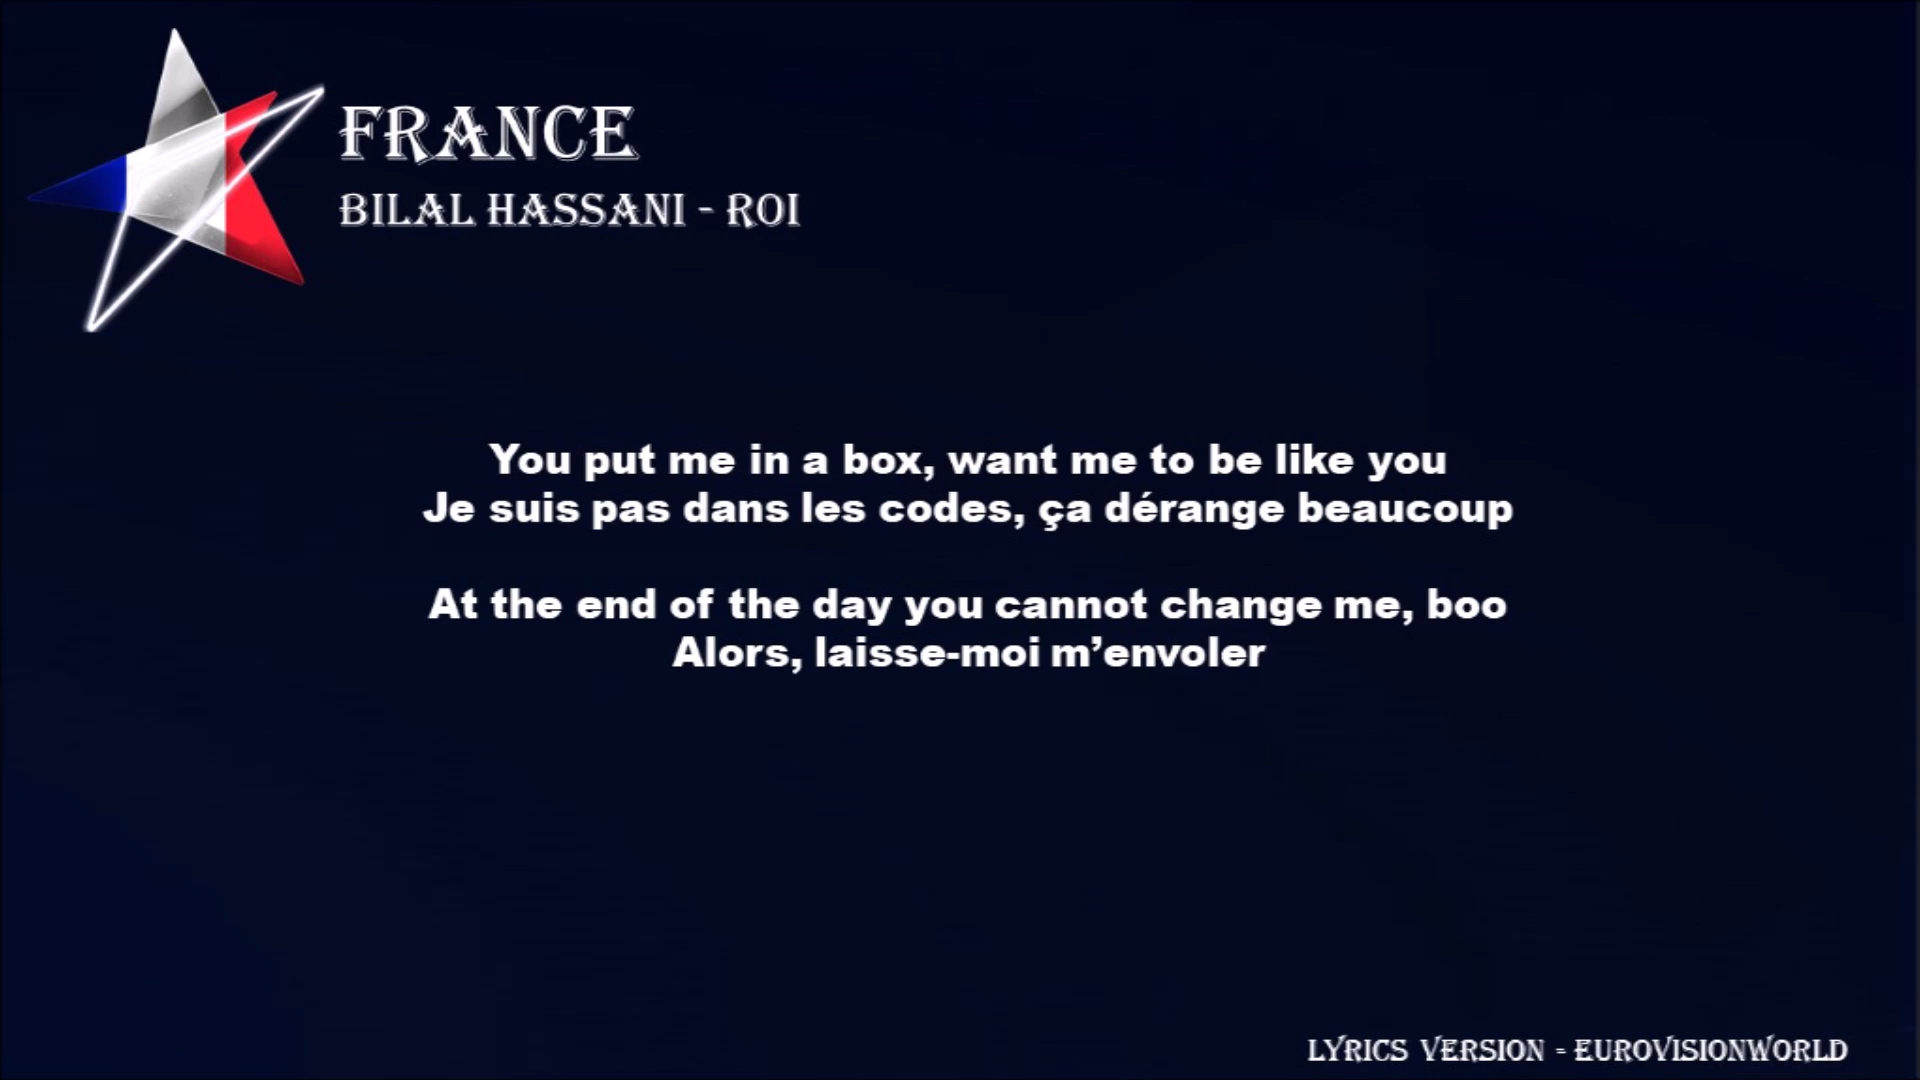 FRANCE
BILAL HASSANI - ROI
You put me in a box, want me to be like you
Je suis pas dans les codes, ça dérange beaucoup
At the end of the day you cannot change me, boo
Alors, laisse-moi m’envoler
LYRICS VERSION - EUROVISIONWORLD